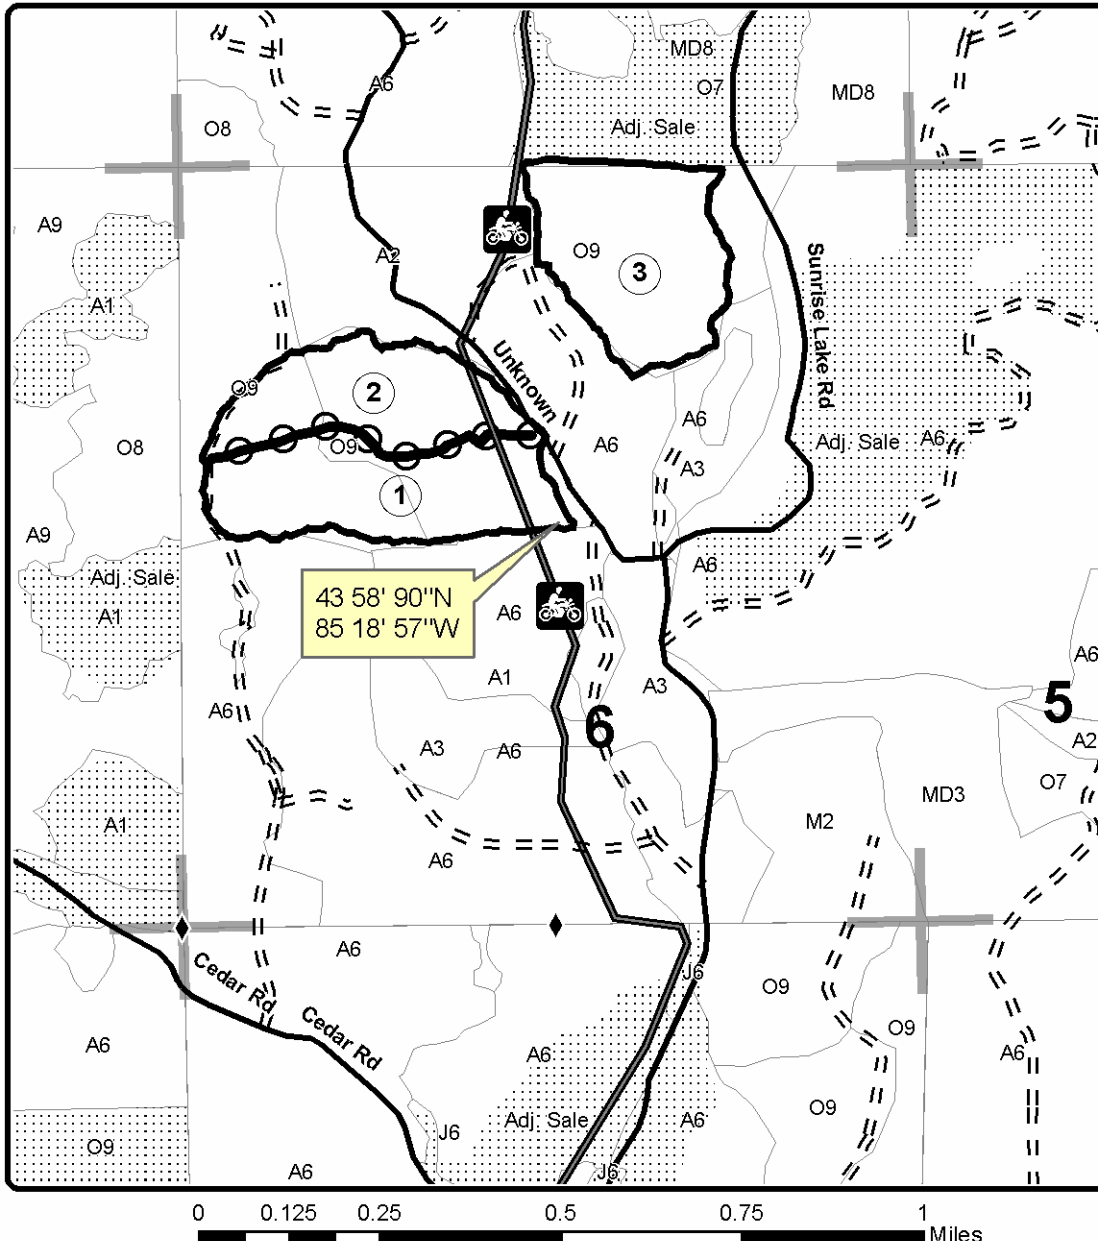 MD8
A6
O7
MD8
O8
Adj. Sale
A9
A2
O9
3
Sunrise Lake Rd
A1
Unknown
O9
2
A6
O8
O9
A6
Adj. Sale
A6
A3
1
A9
Adj. Sale
A6
43 58' 90"N
85 18' 57"W
A1
A6
A6
A1
A3
5
A6
6
A3
A6
A2
O7
MD3
A1
M2
A6
A6
Cedar Rd
J6
O9
Cedar Rd
O9
A6
A6
A6
O9
Adj. Sale
A6
J6
O9
A6
J6
0 0.125 0.25 0.5 0.75 1
Miles